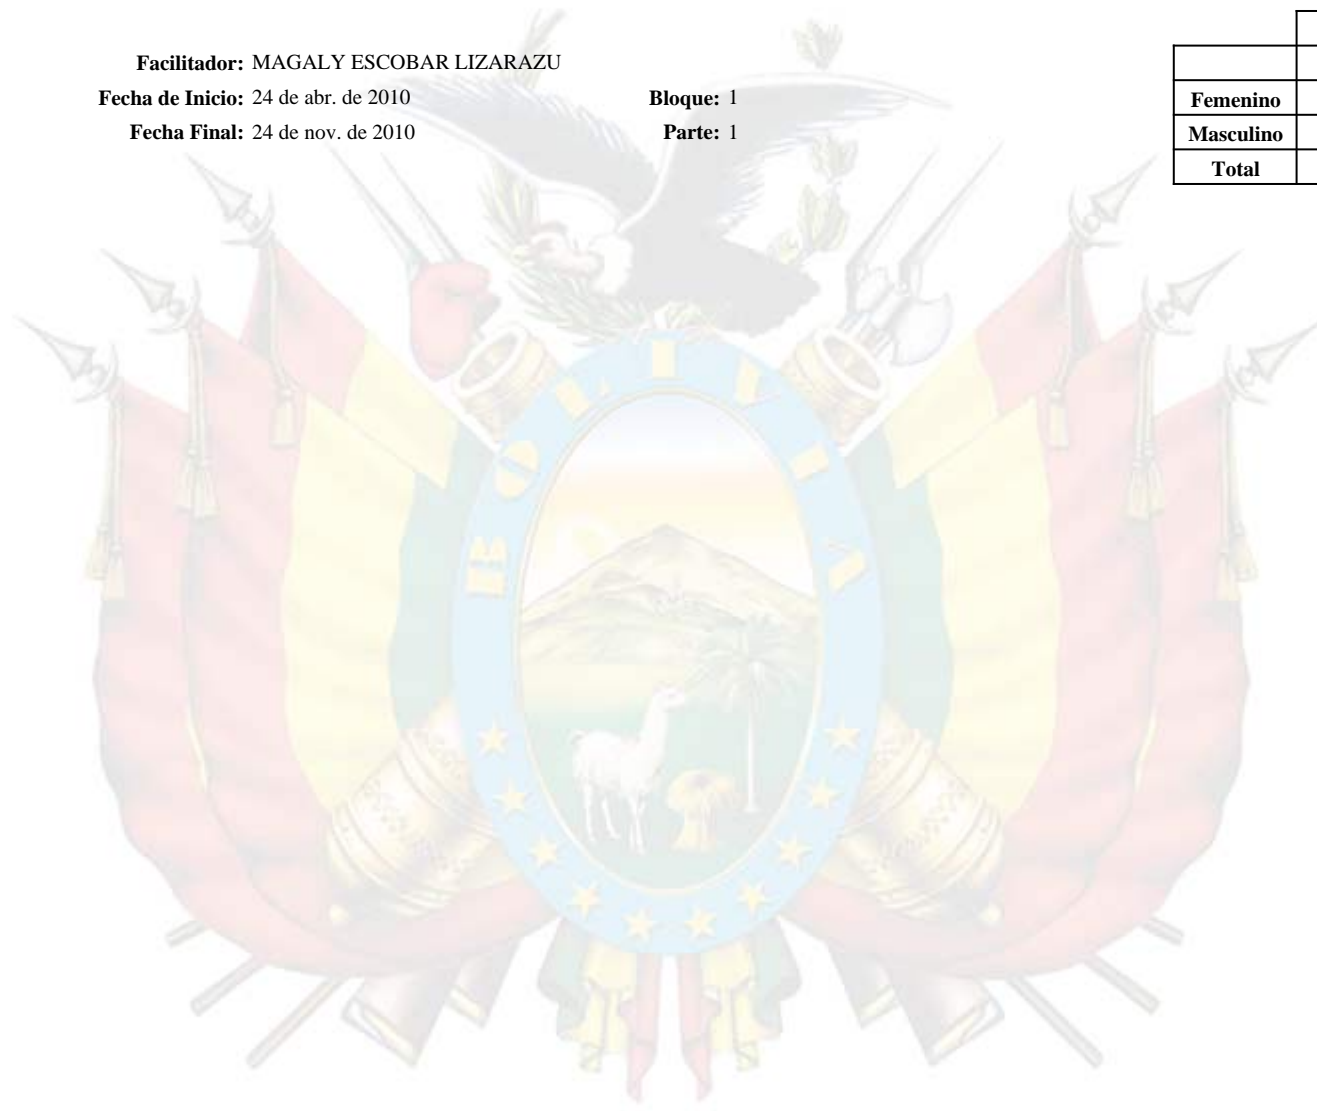 Facilitador: MAGALY ESCOBAR LIZARAZU
Fecha de Inicio: 24 de abr. de 2010 Bloque: 1
Fecha Final: 24 de nov. de 2010 Parte: 1
Femenino
Masculino
Total
BOLIVIA